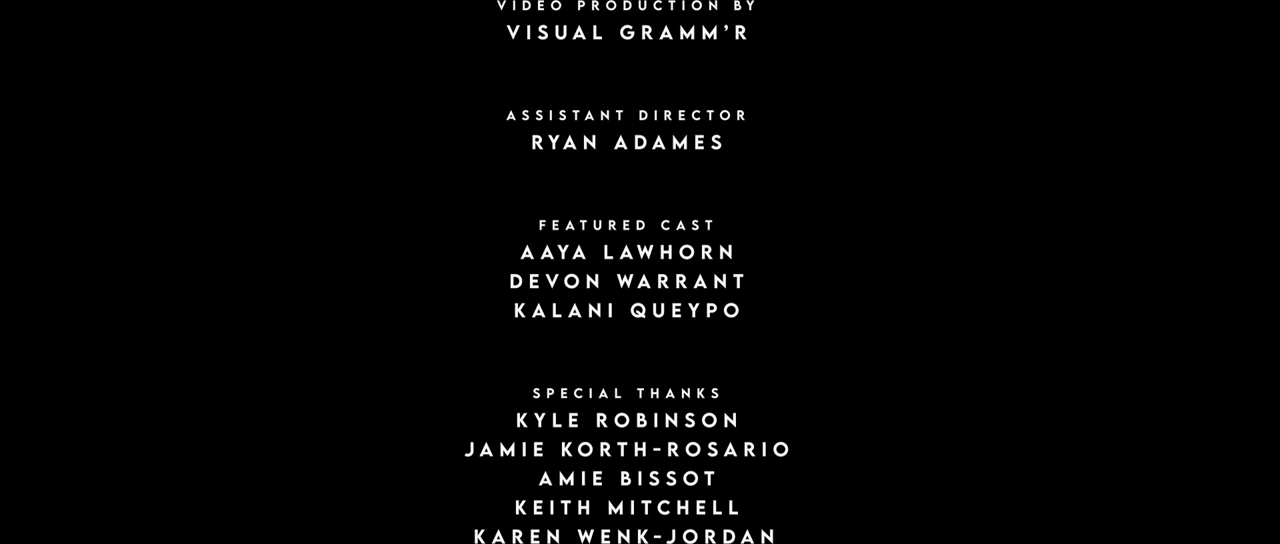 VIDEO PRODUCTION BY
VISUAL GRAMM'R
ASSISTANT DIRECTOR
RYAN ADAMES
FEATURED CAST
AAYA LAWHORN
DEVON WARRANT
KALANI QUEYPO
SPECIAL THANKS
KYLE ROBINSON
JAMIE KORTH-ROSARIO
AMIE BISSOT
KEITH MITCHELL
KAREN WENK-JORDAN